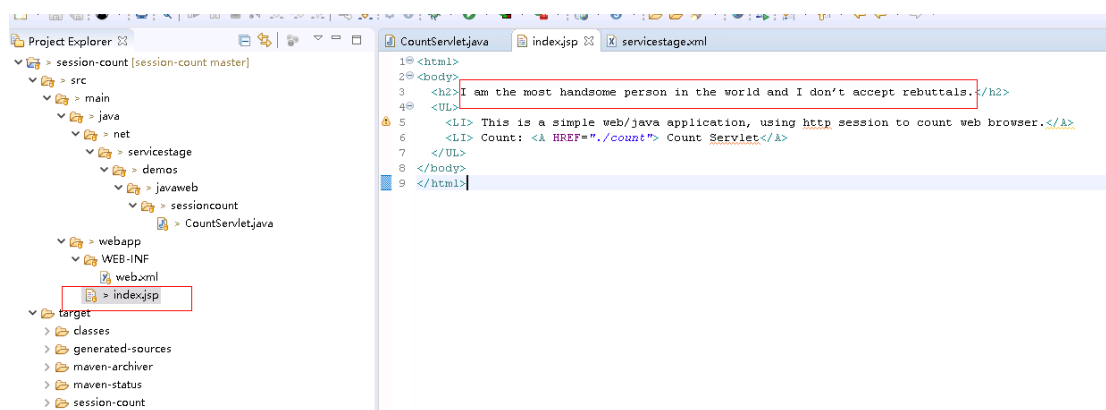 Project Explorer
> session-count [session-count master]
> src
> main
> java
> net
> servicestage
> demos
> javaweb
> sessioncount
> CountServlet.java
> webapp
WEB-INF
web.xml
> index.jsp
target
classes
generated-sources
maven-archiver
maven-status
session-count
CountServlet.java index.jsp servicestage.xml
1 <html>
2 <body>
3 <h2>I am the most handsome person in the world and I don't accept rebuttals.</h2>
4 <UL>
5 <LI> This is a simple web/java application, using http session to count web browser.</A>
6 <LI> Count: <A HREF="./count"> Count Servlet</A>
7 </UL>
8 </body>
9 </html>